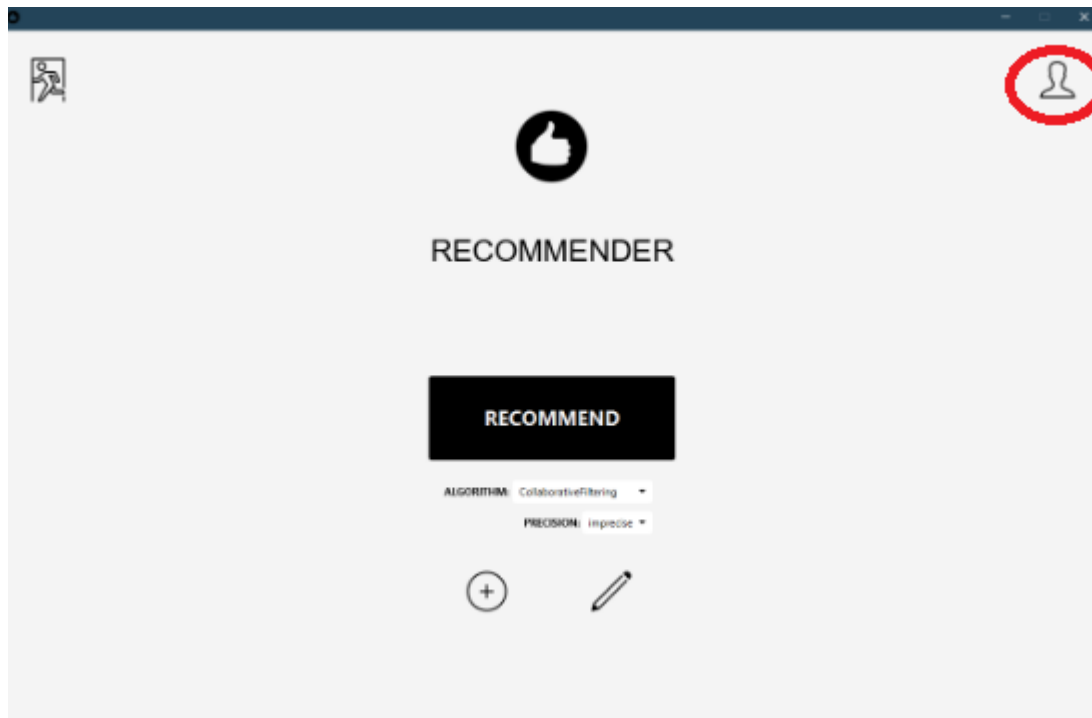 RECOMMENDER
RECOMMEND
ALGORITHM: CollaborativeFiltering
PRECISION: imprecise